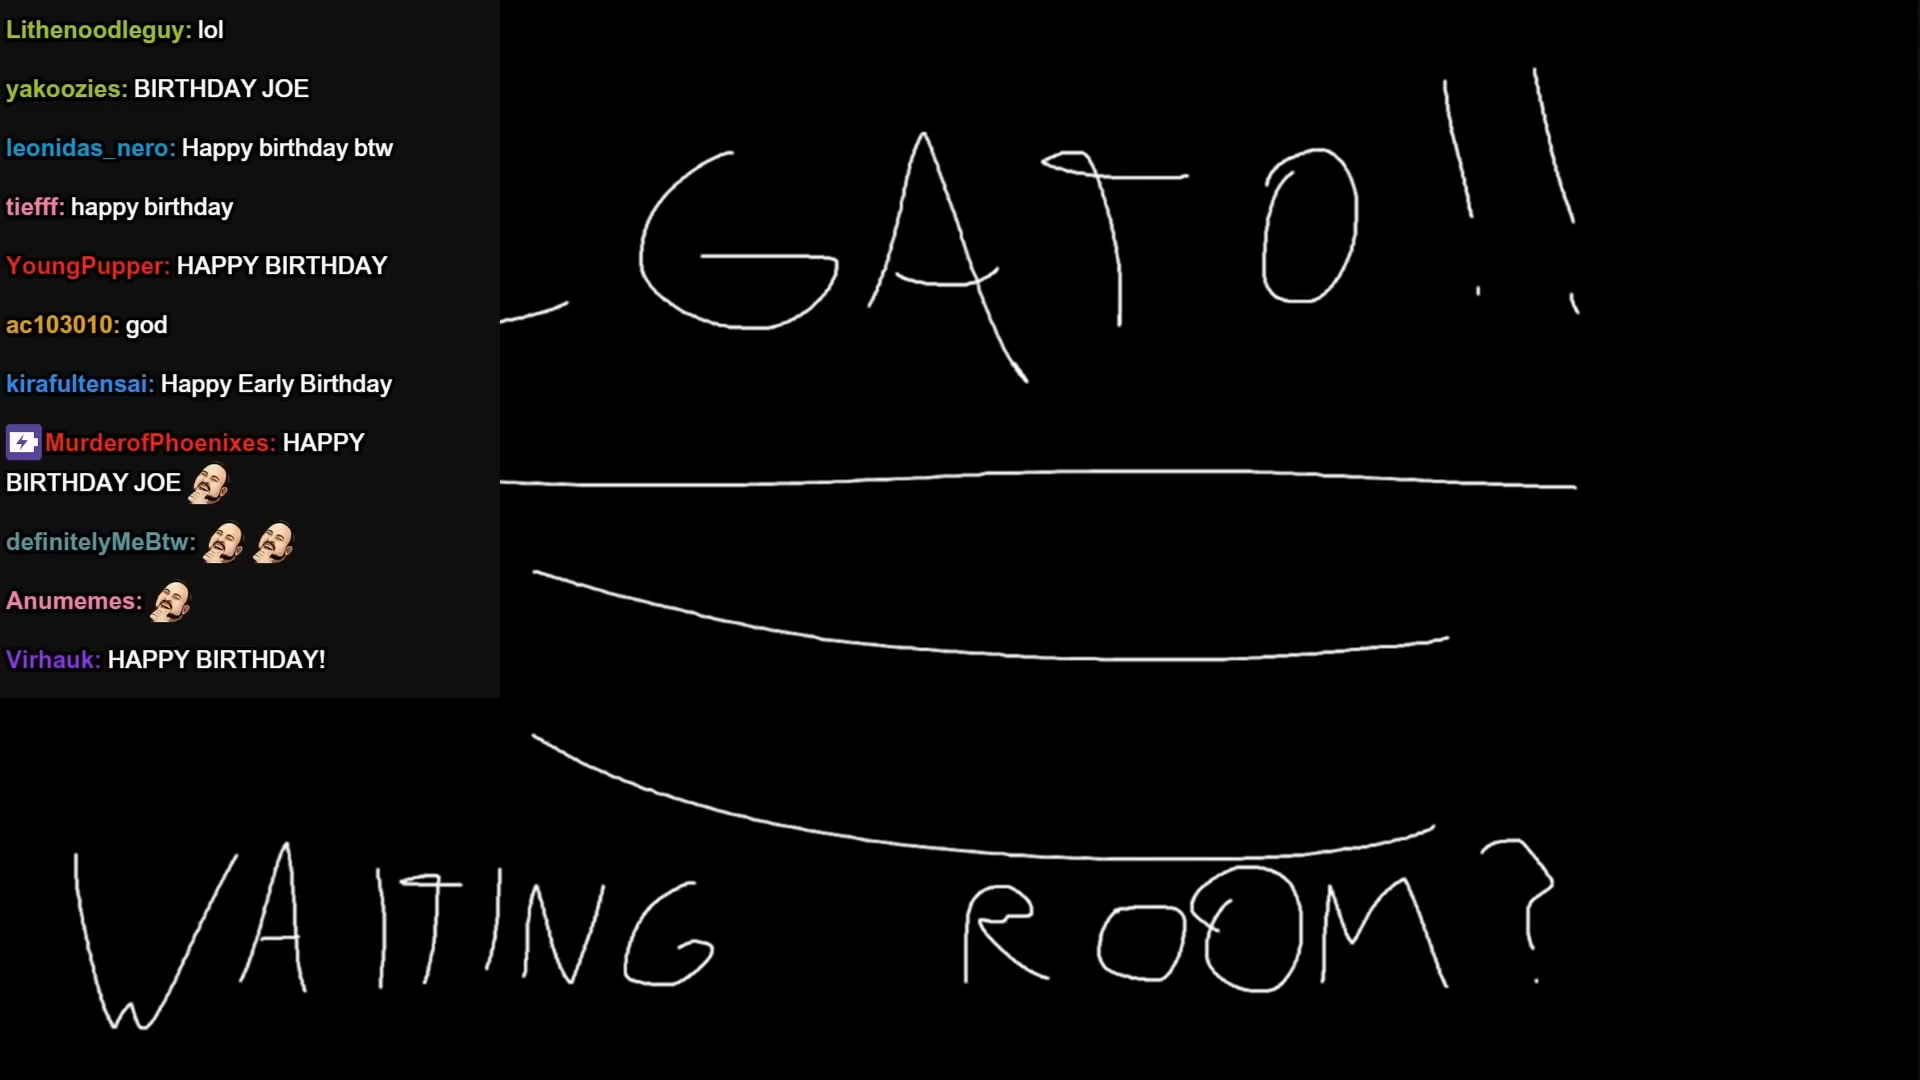 Lithenoodleguy: lol
yakoozies: BIRTHDAY JOE
leonidas_nero: Happy birthday btw
tiefff: happy birthday
YoungPupper: HAPPY BIRTHDAY
ac103010: god
kirafultensai: Happy Early Birthday
MurderofPhoenixes: HAPPY
BIRTHDAY JOE
definitelyMeBtw:
Anumemes:
Virhauk: HAPPY BIRTHDAY!
GATO!!
WAITING ROOM?